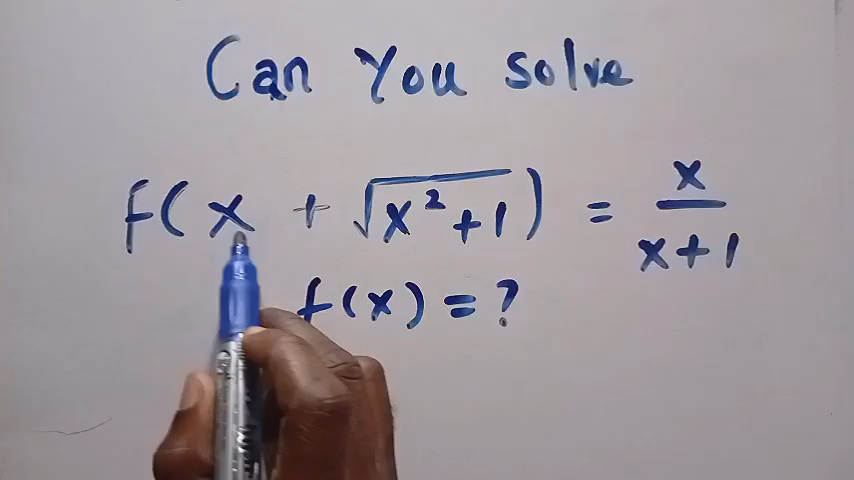 Can You solve
f(x + √(x²+1)) = x/(x+1)
f(x) = ?